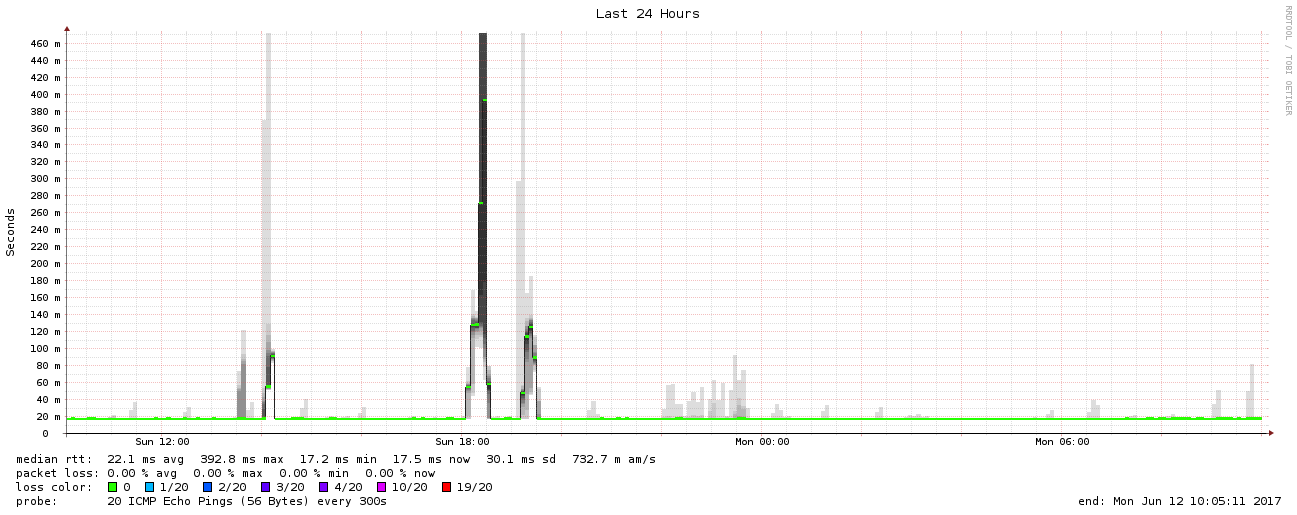 Last 24 Hours
RRDTOOL / TOBI OETIKER
Seconds
460 m
440 m
420 m
400 m
380 m
360 m
340 m
320 m
300 m
280 m
260 m
240 m
220 m
200 m
180 m
160 m
140 m
120 m
100 m
80 m
60 m
40 m
20 m
0
Sun 12:00 Sun 18:00 Mon 00:00 Mon 06:00
median rtt: 22.1 ms avg 392.8 ms max 17.2 ms min 17.5 ms now 30.1 ms sd 732.7 m am/s
packet loss: 0.00 % avg 0.00 % max 0.00 % min 0.00 % now
loss color: 0 1/20 2/20 3/20 4/20 10/20 19/20
probe: 20 ICMP Echo Pings (56 Bytes) every 300s end: Mon Jun 12 10:05:11 2017